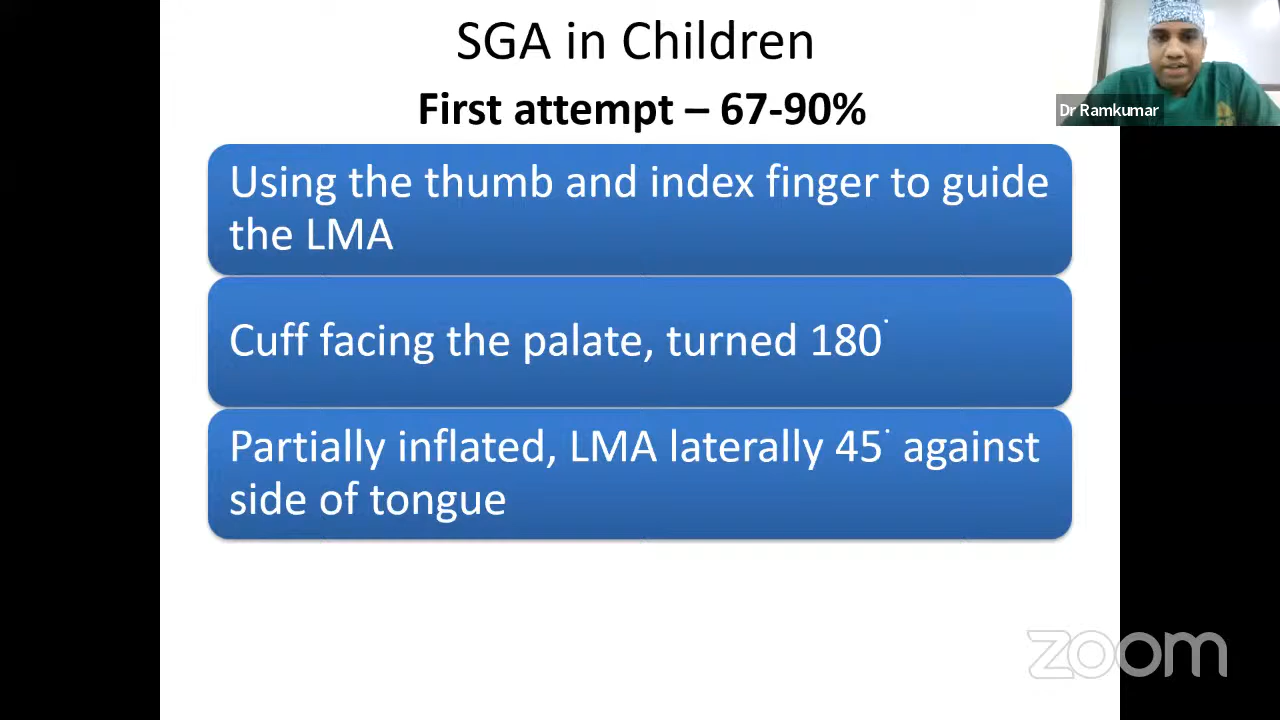 SGA in Children
First attempt – 67-90%
Using the thumb and index finger to guide
the LMA
Cuff facing the palate, turned 180˙
Partially inflated, LMA laterally 45˙ against
side of tongue
Dr Ramkumar
zoom